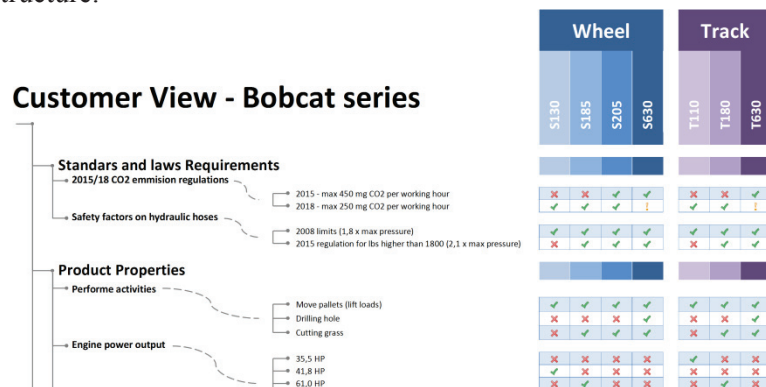 tructure.
Wheel Track
Customer View - Bobcat series
S130 S185 S205 S630 T110 T180 T630
Standars and laws Requirements
2015/18 CO2 emmision regulations
2015 - max 450 mg CO2 per working hour
2018 - max 250 mg CO2 per working hour
Safety factors on hydraulic hoses
2008 limits (1,8 x max pressure)
2015 regulation for lbs higher than 1800 (2,1 x max pressure)
Product Properties
Performe activities
Move pallets (lift loads)
Drilling hole
Cutting grass
Engine power output
35,5 HP
41,8 HP
61,0 HP